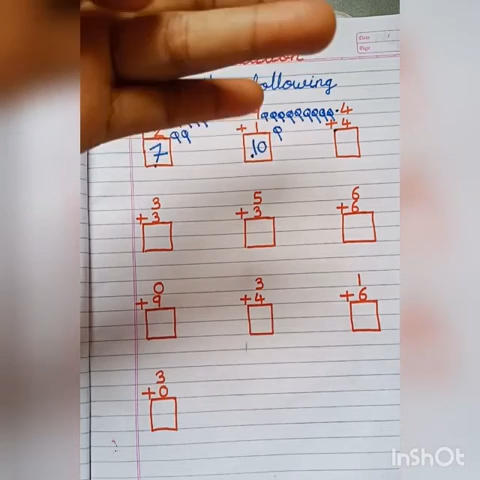 Date
Page
following
4
+ 1 + 4
7 10
3 5 6
+3 +3 +6
0 3 1
+9 +4 +6
3
+0
InShOt